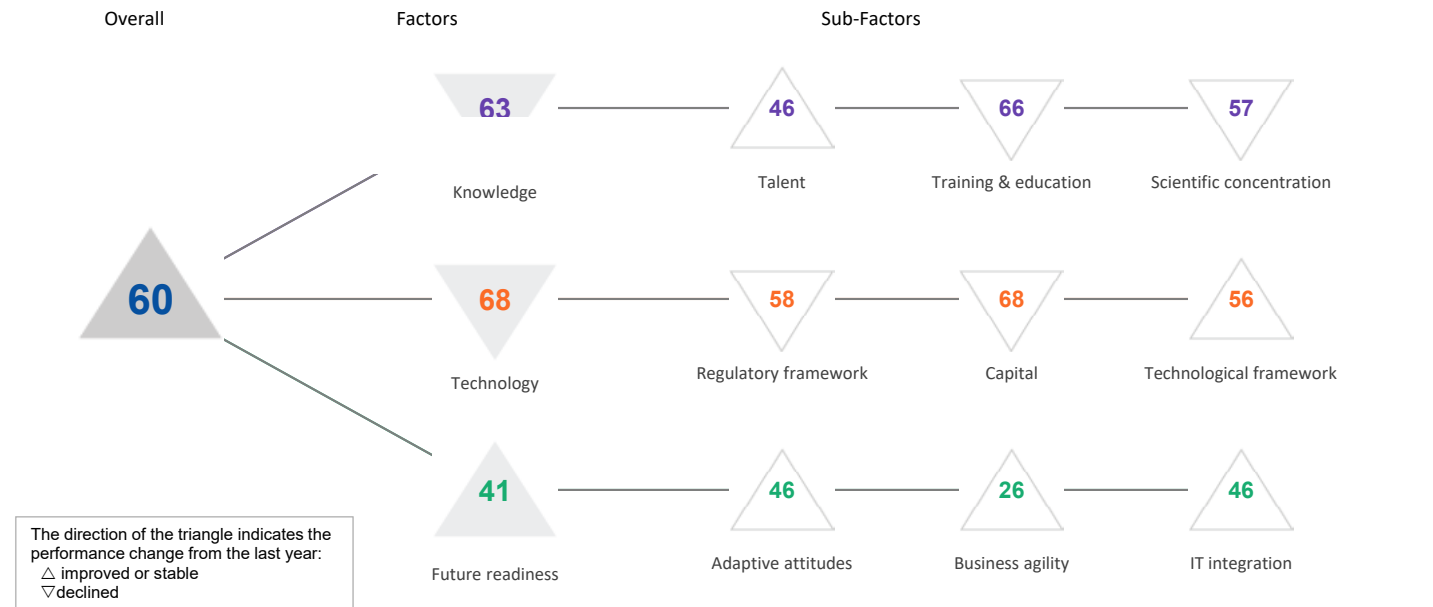 Overall
Factors
Sub-Factors
63
46
66
57
Knowledge
Talent
Training & education
Scientific concentration
60
68
58
68
56
Technology
Regulatory framework
Capital
Technological framework
41
46
26
46
Future readiness
Adaptive attitudes
Business agility
IT integration
The direction of the triangle indicates the
performance change from the last year:
△ improved or stable
▽declined